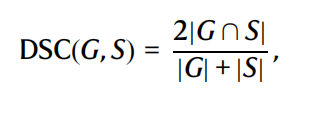 DSC(G, S) = 2|G ∩ S| / |G| + |S| ,